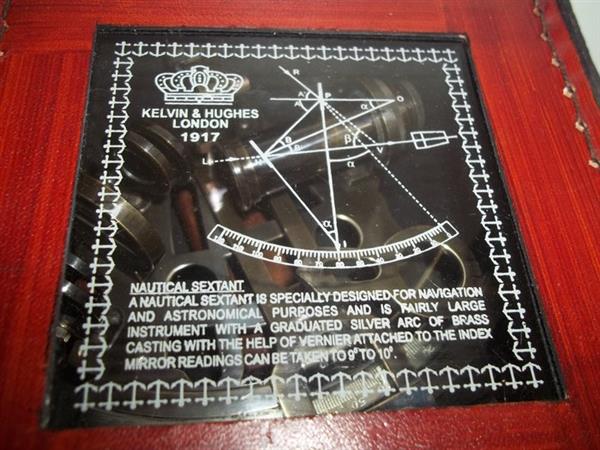 KELVIN & HUGHES
LONDON
1917
NAUTICAL SEXTANT
A NAUTICAL SEXTANT IS SPECIALLY DESIGNED FOR NAVIGATION
AND ASTRONOMICAL PURPOSES AND IS FAIRLY LARGE
INSTRUMENT WITH A GRADUATED SILVER ARC OF BRASS
CASTING WITH THE HELP OF VERNIER ATTACHED TO THE INDEX
MIRROR READINGS CAN BE TAKEN TO 9" TO 10".